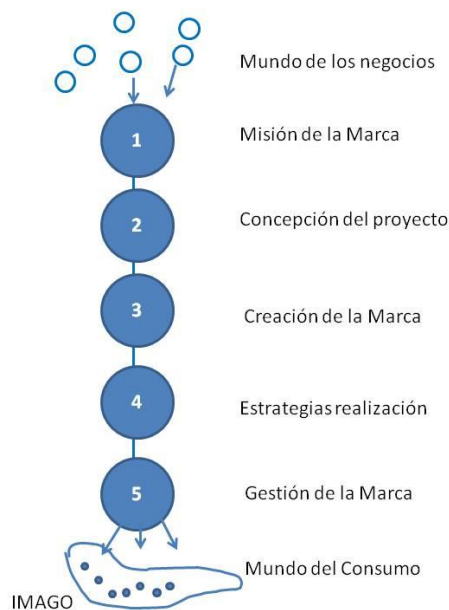 Mundo de los negocios
1 Misión de la Marca
2 Concepción del proyecto
3 Creación de la Marca
4 Estrategias realización
5 Gestión de la Marca
Mundo del Consumo
IMAGO